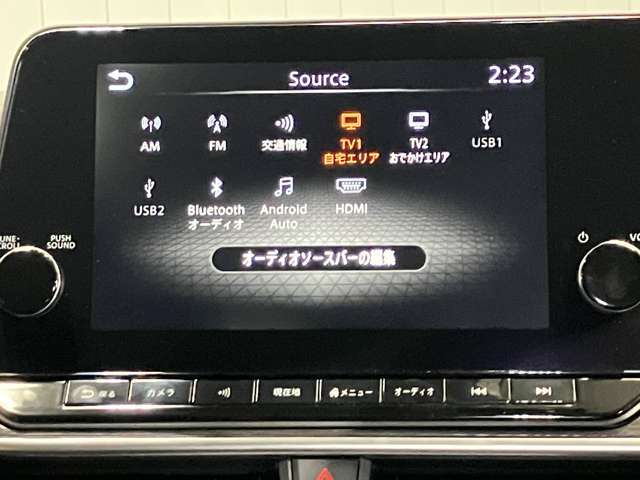 Source
2:23
AM
FM
交通情報
TV1
自宅エリア
TV2
おでかけエリア
USB1
USB2
Bluetooth
オーディオ
Android
Auto
HDMI
オーディオソースバーの編集
TUNE·
SCROLL
PUSH
SOUND
VO
戻る
カメラ
現在地
メニュー
オーディオ